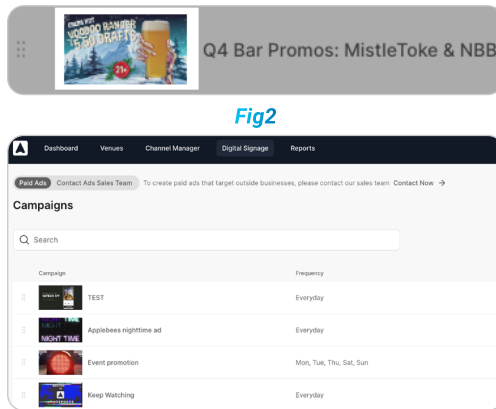 VOODOO RANGER
$5.60 DRAFTS
21+
Q4 Bar Promos: MistleToke & NBB
Fig2
Dashboard Venues Channel Manager Digital Signage Reports
Paid Ads Contact Ads Sales Team To create paid ads that target outside businesses, please contact our sales team Contact Now →
Campaigns
Search
Campaign Frequency
TEST Everyday
NIGHT TIME Applebees nighttime ad Everyday
Event promotion Mon, Tue, Thu, Sat, Sun
Keep Watching Everyday